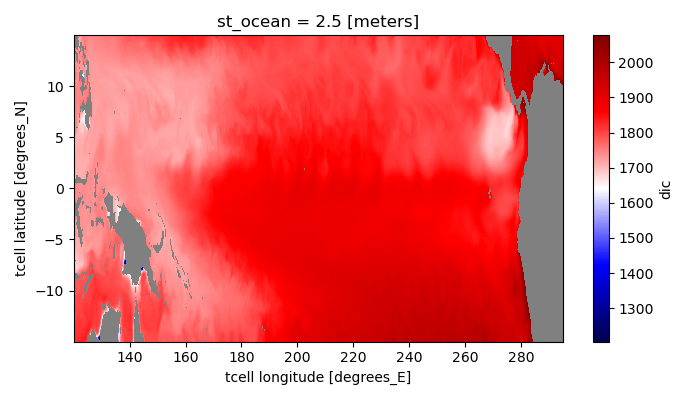 st_ocean = 2.5 [meters]
10
5
0
−5
−10
tcell latitude [degrees_N]
140 160 180 200 220 240 260 280
tcell longitude [degrees_E]
2000
1900
1800
1700
1600
1500
1400
1300
dic